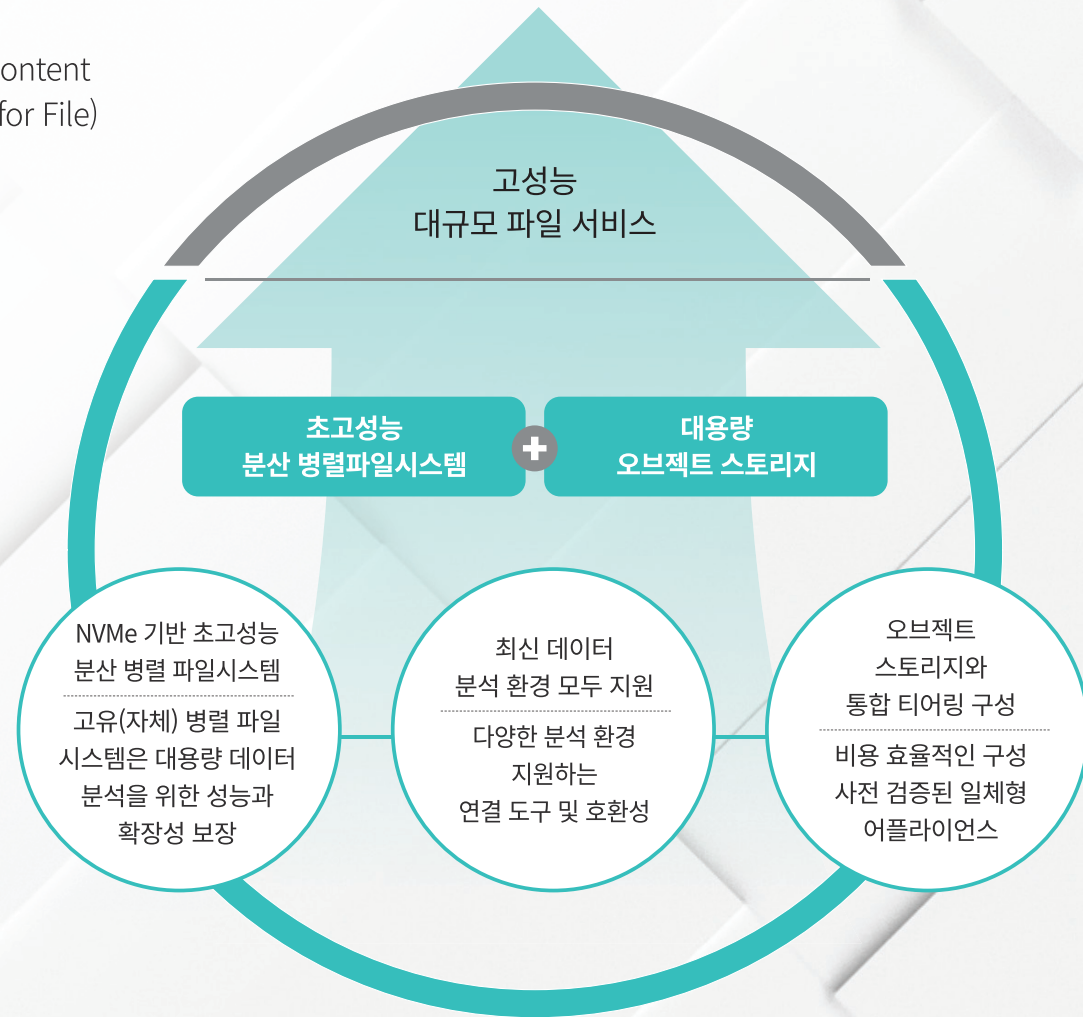 ontent
for File)
고성능
대규모 파일 서비스
초고성능
분산 병렬파일시스템
대용량
오브젝트 스토리지
NVMe 기반 초고성능
분산 병렬 파일시스템
고유(자체) 병렬 파일
시스템은 대용량 데이터
분석을 위한 성능과
확장성 보장
최신 데이터
분석 환경 모두 지원
다양한 분석 환경
지원하는
연결 도구 및 호환성
오브젝트
스토리지와
통합 티어링 구성
비용 효율적인 구성
사전 검증된 일체형
어플라이언스